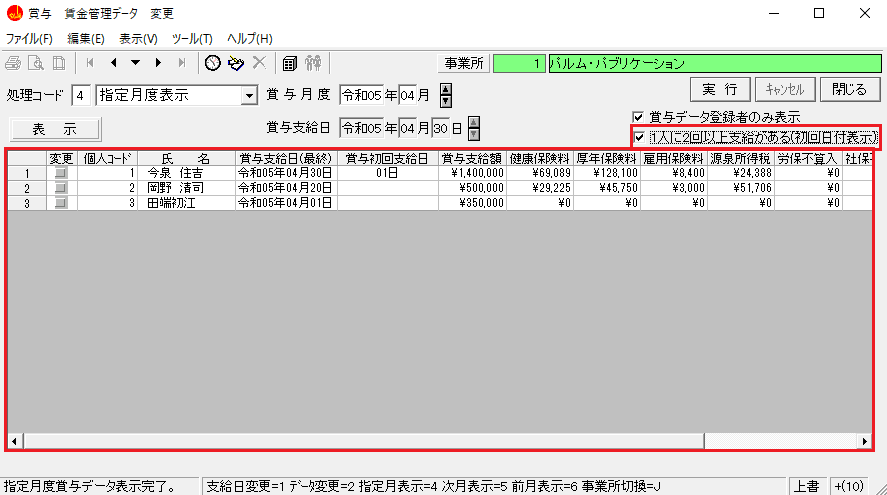 賞与　賃金管理データ　変更
ファイル(F) 編集(E) 表示(V) ツール(T) ヘルプ(H)
事業所 1 パルム・パブリケーション
処理コード 4 指定月度表示 賞与月度 令和05年04月 実 行 キャンセル 閉じる
賞与データ登録者のみ表示
表 示 賞与支給日 令和05年04月30日 1人に2回以上支給がある(初回日付表示)
変更 個人コード 氏　名 賞与支給日(最終) 賞与初回支給日 賞与支給額 健康保険料 厚年保険料 雇用保険料 源泉所得税 労保不算入 社保不
1 1 今泉 住吉 令和05年04月30日 01日 ¥1,400,000 ¥69,089 ¥128,100 ¥8,400 ¥24,388 ¥0
2 2 岡野 清司 令和05年04月20日 ¥500,000 ¥29,225 ¥45,750 ¥3,000 ¥51,706 ¥0
3 3 田端初江 令和05年04月01日 ¥350,000 ¥0 ¥0 ¥0 ¥0 ¥0
指定月度賞与データ表示完了。 支給日変更=1 データ変更=2 指定月表示=4 次月表示=5 前月表示=6 事業所切換=J 上書 +(10)